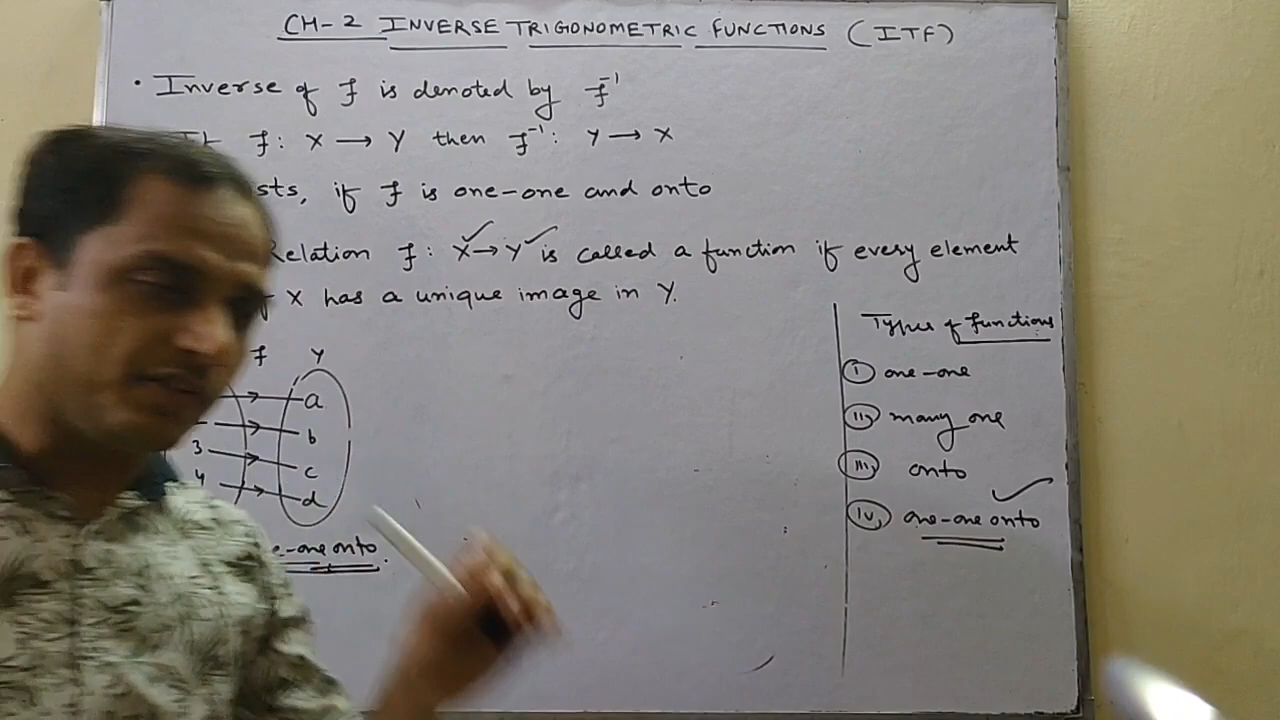 CH-2 INVERSE TRIGONOMETRIC FUNCTIONS (ITF)
• Inverse of f is denoted by f⁻¹
f: X → Y then f⁻¹: Y → X
sts, if f is one-one and onto
Relation f: X → Y is called a function if every element
X has a unique image in Y.
f Y
a
b
3 c
4 d
e-one onto.
Types of functions
(i) one-one
(ii) many one
(iii) onto
(iv) one-one onto